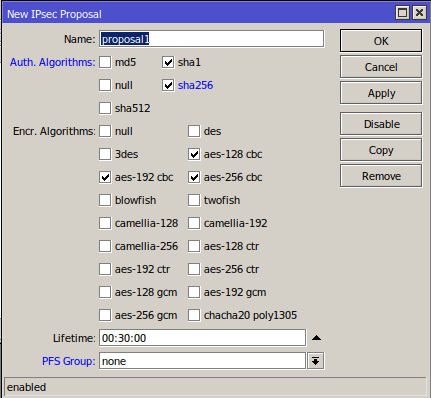 New IPsec Proposal
Name: proposal1
OK
Auth. Algorithms: md5 sha1
Cancel
null sha256
Apply
sha512
Encr. Algorithms: null des
Disable
3des aes-128 cbc
Copy
aes-192 cbc aes-256 cbc
Remove
blowfish twofish
camellia-128 camellia-192
camellia-256 aes-128 ctr
aes-192 ctr aes-256 ctr
aes-128 gcm aes-192 gcm
aes-256 gcm chacha20 poly1305
Lifetime: 00:30:00
PFS Group: none
enabled